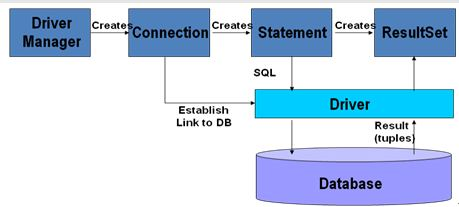 Driver
Manager
Creates
Connection
Creates
Statement
Creates
ResultSet
SQL
Establish
Link to DB
Driver
Result
(tuples)
Database